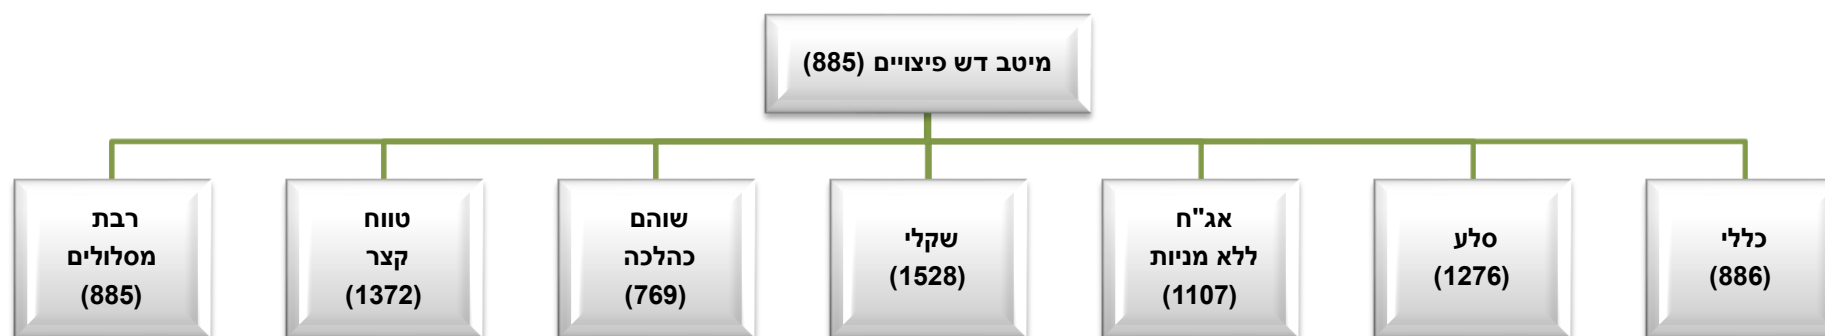 מיטב דש פיצויים (885)
כללי
(886)
סלע
(1276)
אג"ח
ללא מניות
(1107)
שקלי
(1528)
שוהם
כהלכה
(769)
טווח
קצר
(1372)
רבת
מסלולים
(885)